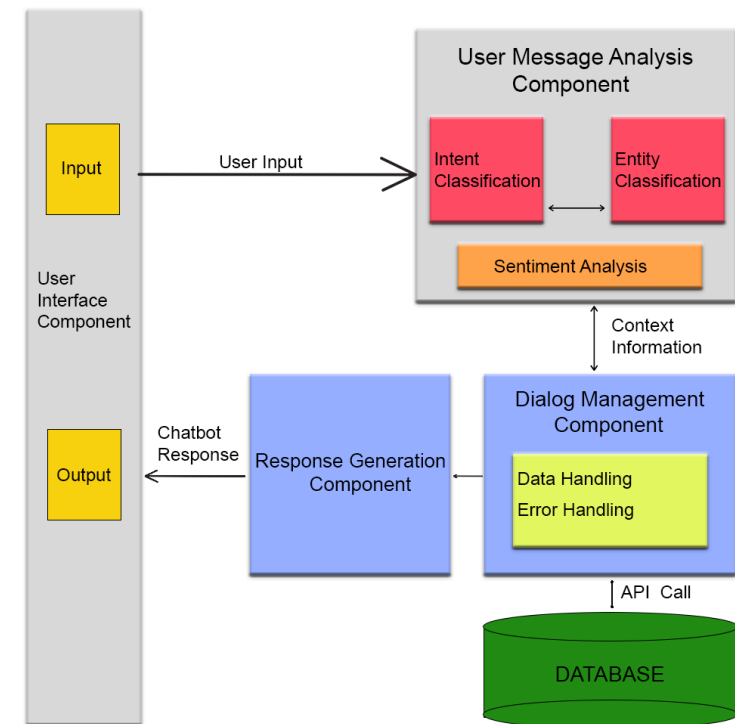 User Message Analysis
Component
Input
User Input
Intent
Classification
Entity
Classification
Sentiment Analysis
User
Interface
Component
Context
Information
Dialog Management
Component
Chatbot
Response
Response Generation
Component
Output
Data Handling
Error Handling
API Call
DATABASE